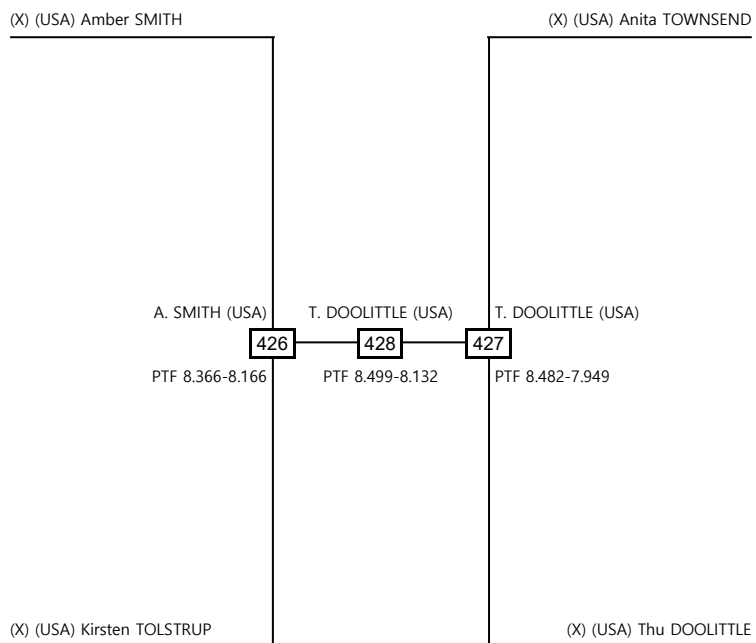 (X) (USA) Amber SMITH
(X) (USA) Anita TOWNSEND
A. SMITH (USA)
T. DOOLITTLE (USA)
T. DOOLITTLE (USA)
426
428
427
PTF 8.366-8.166
PTF 8.499-8.132
PTF 8.482-7.949
(X) (USA) Kirsten TOLSTRUP
(X) (USA) Thu DOOLITTLE